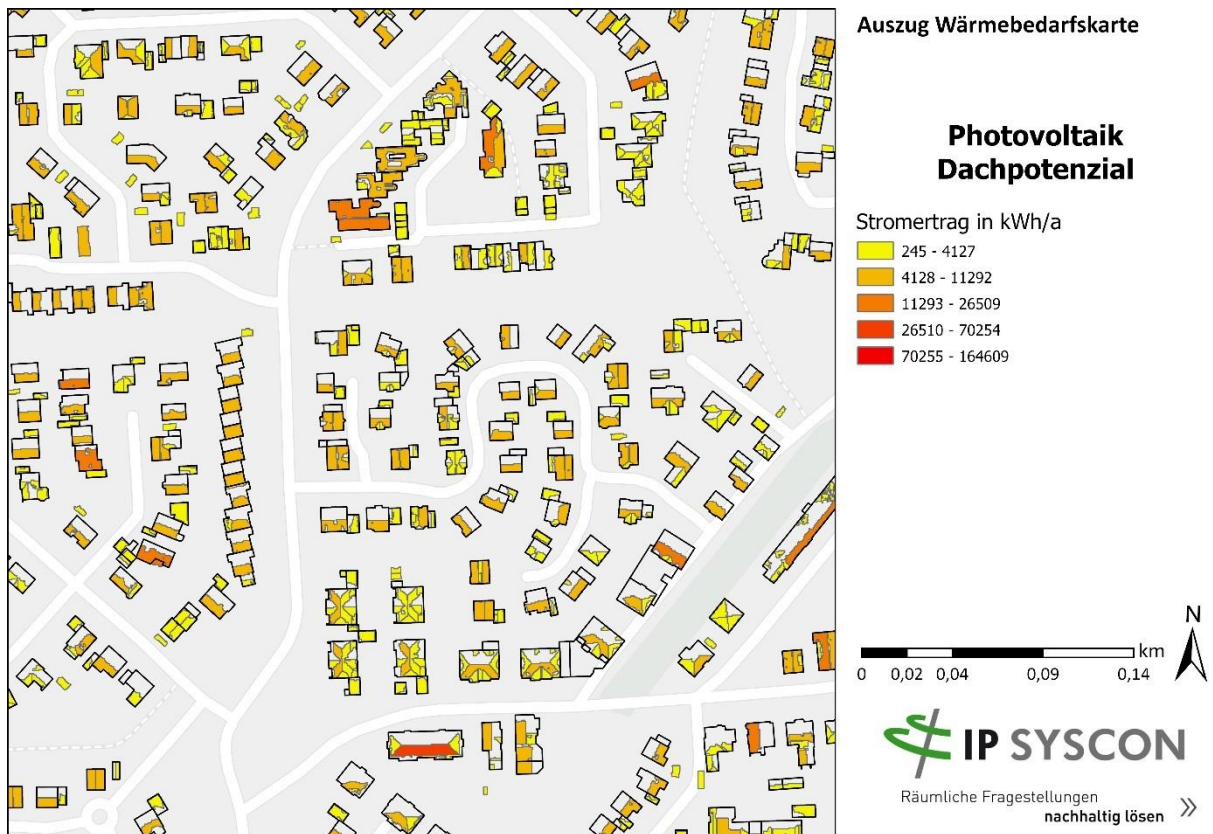 Auszug Wärmebedarfskarte
Photovoltaik
Dachpotenzial
Stromertrag in kWh/a
245 - 4127
4128 - 11292
11293 - 26509
26510 - 70254
70255 - 164609
N
km
0 0,02 0,04 0,09 0,14
IP SYSCON
Räumliche Fragestellungen
nachhaltig lösen »